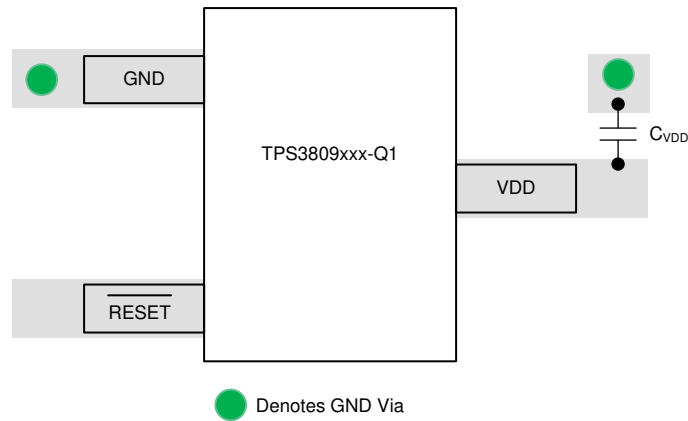 GND
TPS3809xxx-Q1
CVDD
VDD
RESET
Denotes GND Via